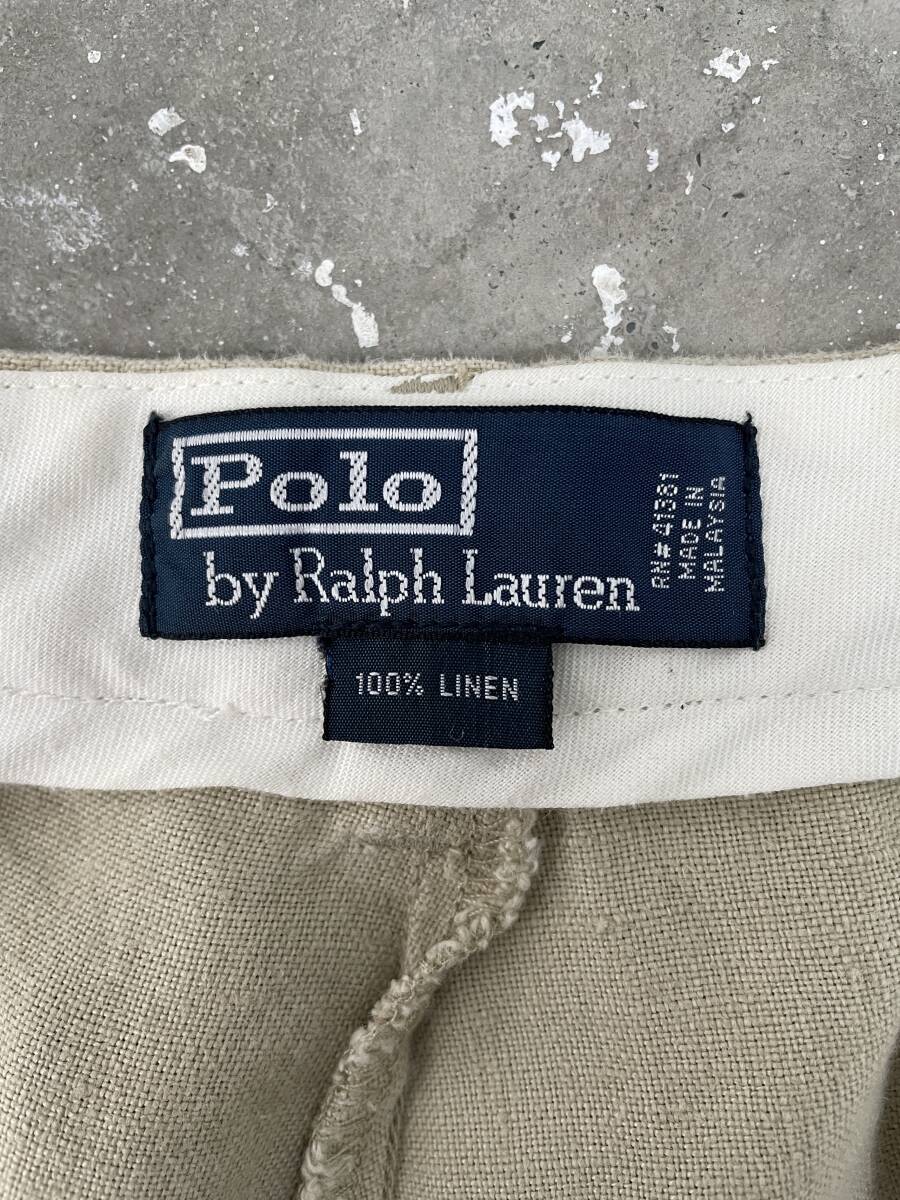 Polo
by Ralph Lauren
RN# 41381
MADE IN
MALAYSIA
100% LINEN